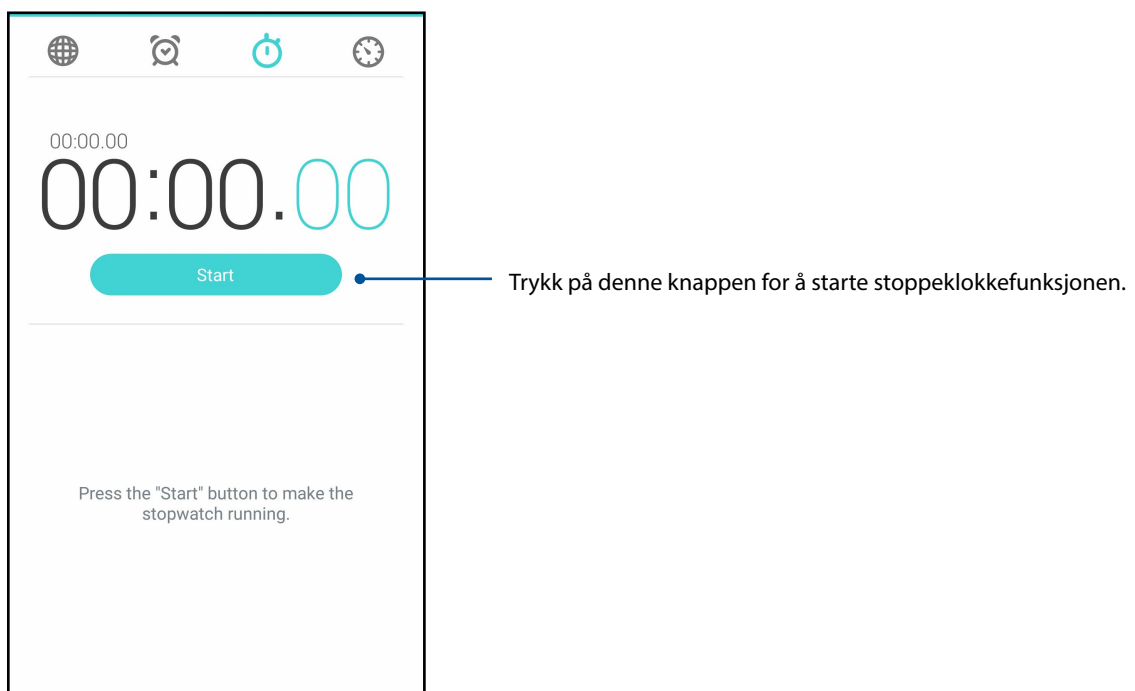 00:00.00
00:00.00
Start
Trykk på denne knappen for å starte stoppeklokkefunksjonen.
Press the "Start" button to make the
stopwatch running.